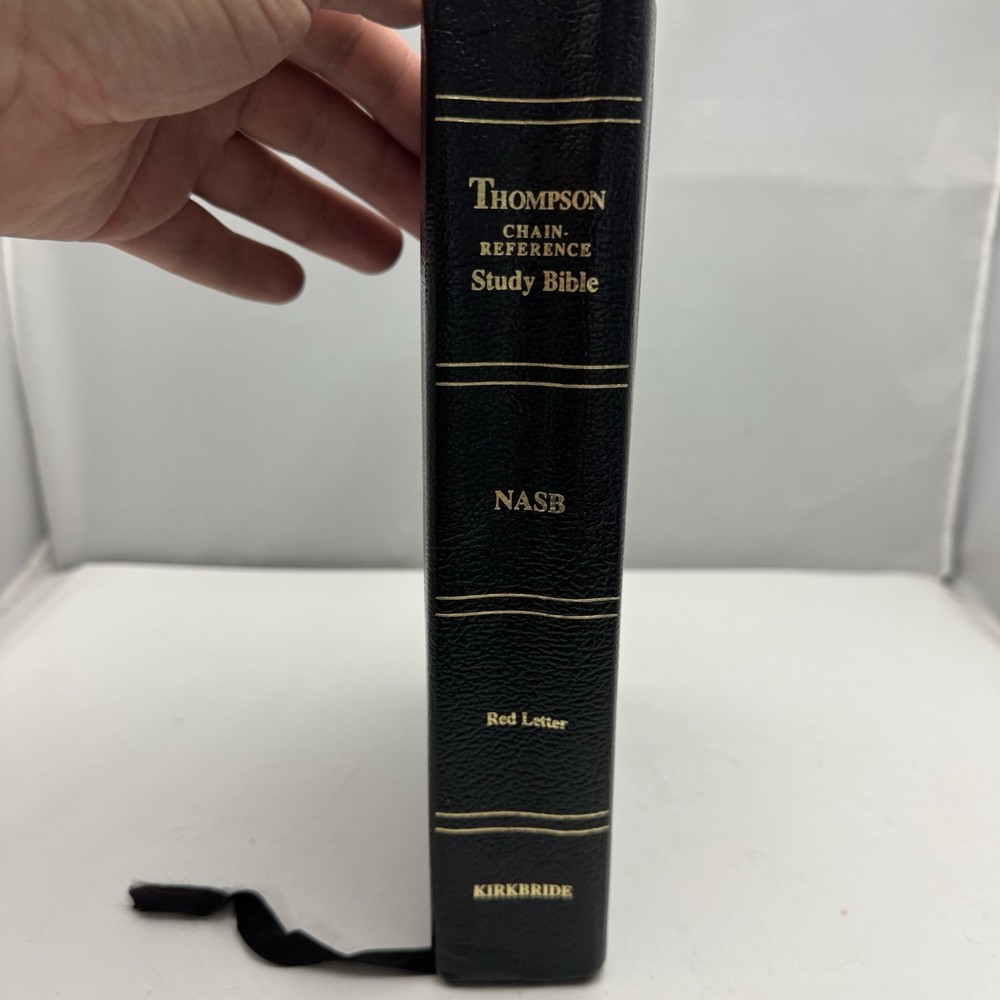 THOMPSON
CHAIN-
REFERENCE
Study Bible
NASB
Red Letter
KIRKBRIDE